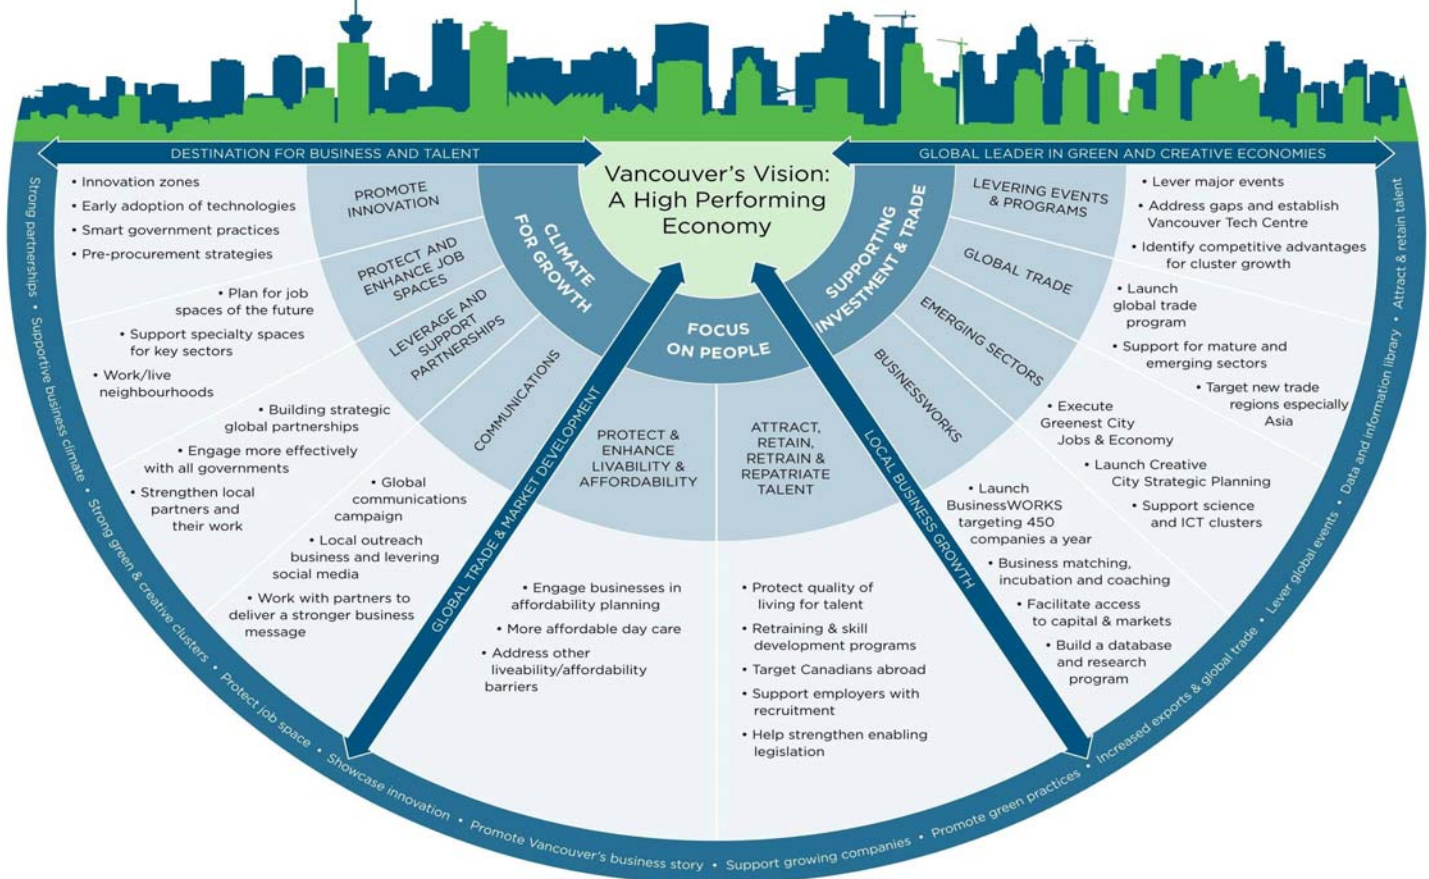 DESTINATION FOR BUSINESS AND TALENT
GLOBAL LEADER IN GREEN AND CREATIVE ECONOMIES
Vancouver's Vision:
A High Performing
Economy
CLIMATE
FOR GROWTH
PROMOTE
INNOVATION
• Innovation zones
• Early adoption of technologies
• Smart government practices
• Pre-procurement strategies
PROTECT AND
ENHANCE JOB
SPACES
• Plan for job
spaces of the future
• Support specialty spaces
for key sectors
• Work/live
neighbourhoods
LEVERAGE AND
SUPPORT
PARTNERSHIPS
• Building strategic
global partnerships
• Engage more effectively
with all governments
• Strengthen local
partners and
their work
COMMUNICATIONS
• Global
communications
campaign
• Local outreach
business and levering
social media
• Work with partners to
deliver a stronger business
message
GLOBAL TRADE & MARKET DEVELOPMENT
FOCUS
ON PEOPLE
PROTECT &
ENHANCE
LIVABILITY &
AFFORDABILITY
• Engage businesses in
affordability planning
• More affordable day care
• Address other
liveability/affordability
barriers
ATTRACT,
RETAIN,
RETRAIN &
REPATRIATE
TALENT
• Protect quality of
living for talent
• Retraining & skill
development programs
• Target Canadians abroad
• Support employers with
recruitment
• Help strengthen enabling
legislation
LOCAL BUSINESS GROWTH
SUPPORTING
INVESTMENT & TRADE
LEVERING EVENTS
& PROGRAMS
• Lever major events
• Address gaps and establish
Vancouver Tech Centre
• Identify competitive advantages
for cluster growth
GLOBAL TRADE
• Launch
global trade
program
• Support for mature and
emerging sectors
• Target new trade
regions especially
Asia
EMERGING SECTORS
• Execute
Greenest City
Jobs & Economy
• Launch Creative
City Strategic Planning
• Support science
and ICT clusters
BUSINESSWORKS
• Launch
BusinessWORKS
targeting 450
companies a year
• Business matching,
incubation and coaching
• Facilitate access
to capital & markets
• Build a database
and research
program
Strong partnerships • Supportive business climate • Strong green & creative clusters • Protect job space • Showcase innovation • Promote Vancouver's business story • Support growing companies • Promote green practices • Increased exports & global trade • Lever global events • Data and information library • Attract & retain talent